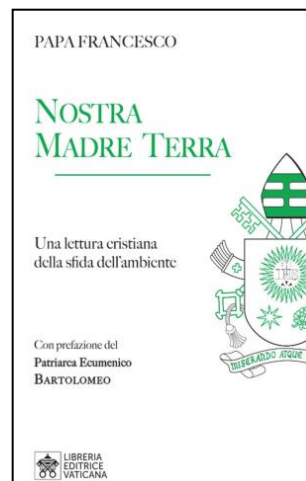 PAPA FRANCESCO
NOSTRA
MADRE TERRA
Una lettura cristiana
della sfida dell'ambiente
IHS
MISERANDO ATQUE
Con prefazione del
Patriarca Ecumenico
BARTOLOMEO
LIBRERIA
EDITRICE
VATICANA